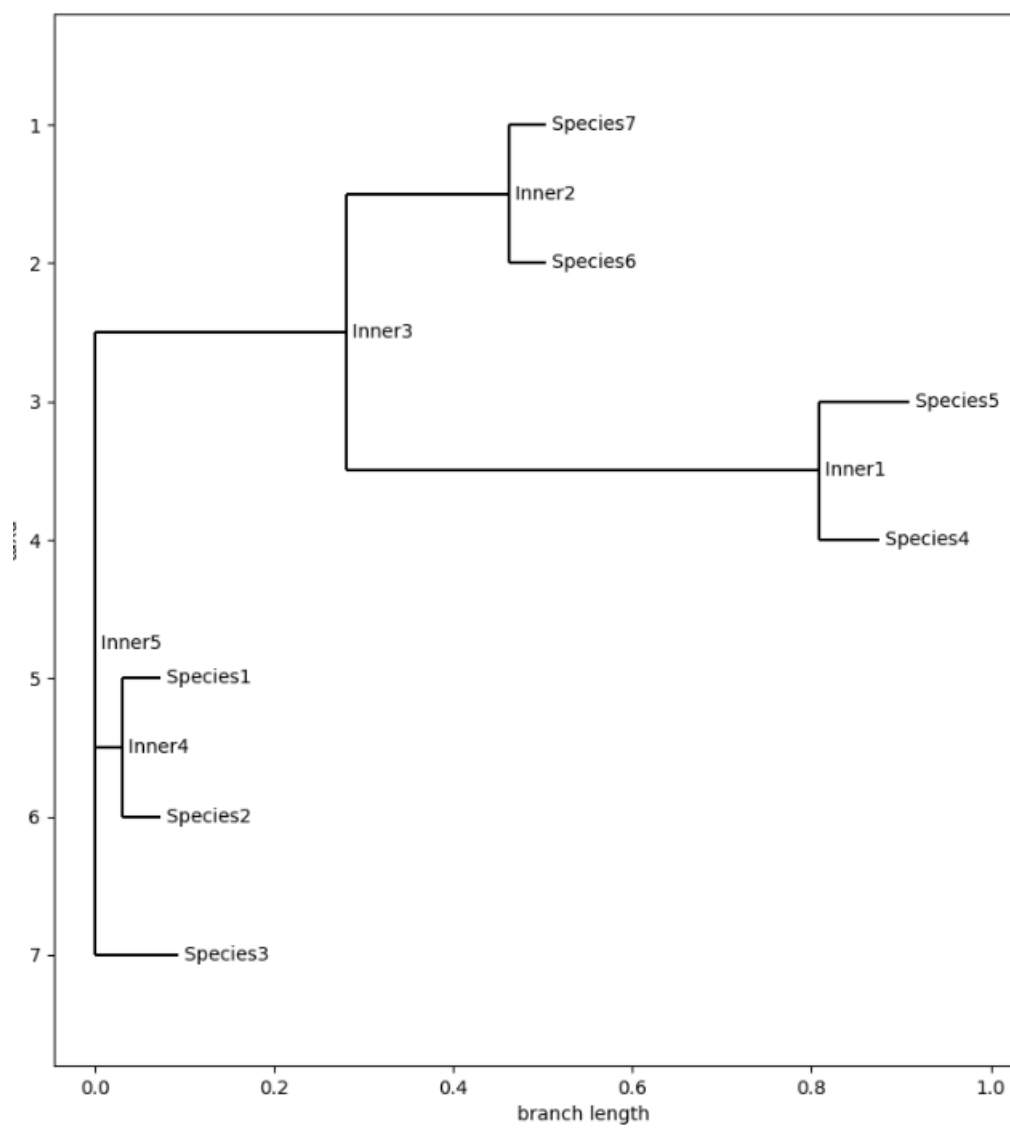 1
Species7
Inner2
2
Species6
Inner3
3
Species5
Inner1
4
Species4
Inner5
5
Species1
Inner4
6
Species2
7
Species3
0.0 0.2 0.4 0.6 0.8 1.0
branch length